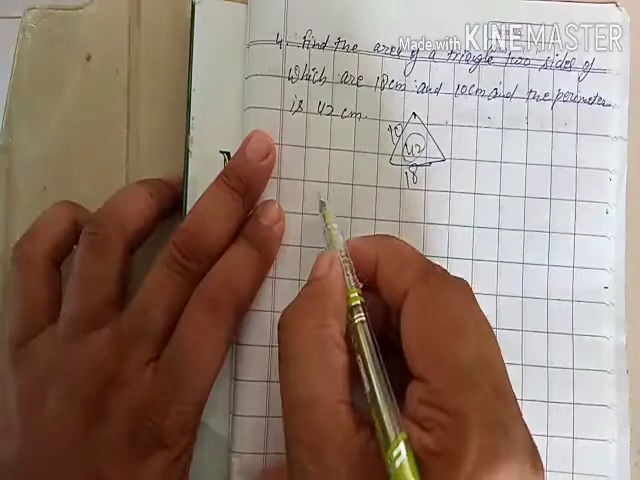 Made with KINEMASTER
4. Find the area of a triangle two sides of
which are 18cm and 10cm and the perimeter
is 42 cm.
10
42
18